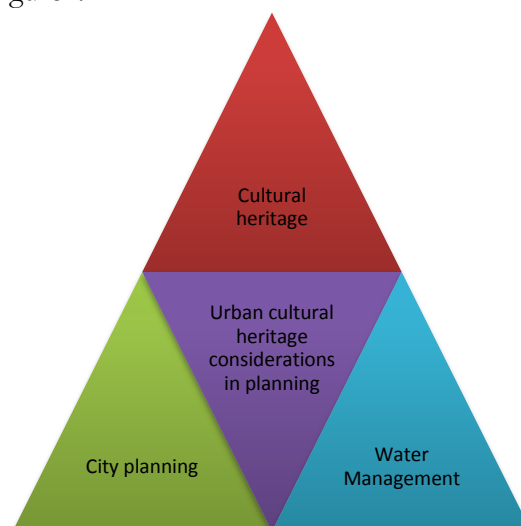 Cultural
heritage
Urban cultural
heritage
considerations
in planning
City planning
Water
Management